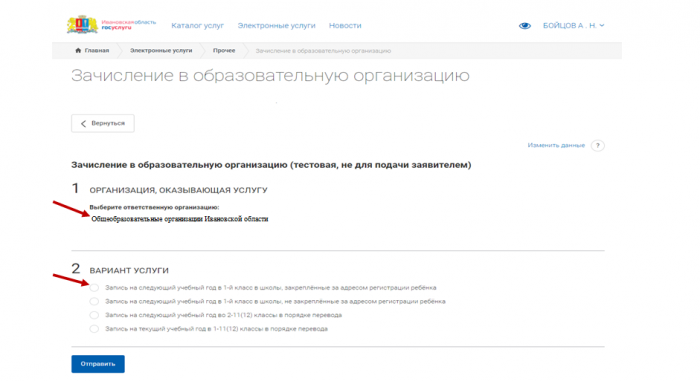 Ивановская область
госуслуги
Каталог услуг
Электронные услуги
Новости
БОЙЦОВ А . Н.
Главная
Электронные услуги
Прочее
Зачисление в образовательную организацию
Зачисление в образовательную организацию
Вернуться
Изменить данные
?
Зачисление в образовательную организацию (тестовая, не для подачи заявителем)
1 ОРГАНИЗАЦИЯ, ОКАЗЫВАЮЩАЯ УСЛУГУ
Выберите ответственную организацию:
Общеобразовательные организации Ивановской области
2 ВАРИАНТ УСЛУГИ
Запись на следующий учебный год в 1-й класс в школы, закреплённые за адресом регистрации ребёнка
Запись на следующий учебный год в 1-й класс в школы, не закреплённые за адресом регистрации ребёнка
Запись на следующий учебный год во 2-11(12) классы в порядке перевода
Запись на текущий учебный год в 1-11(12) классы в порядке перевода
Отправить